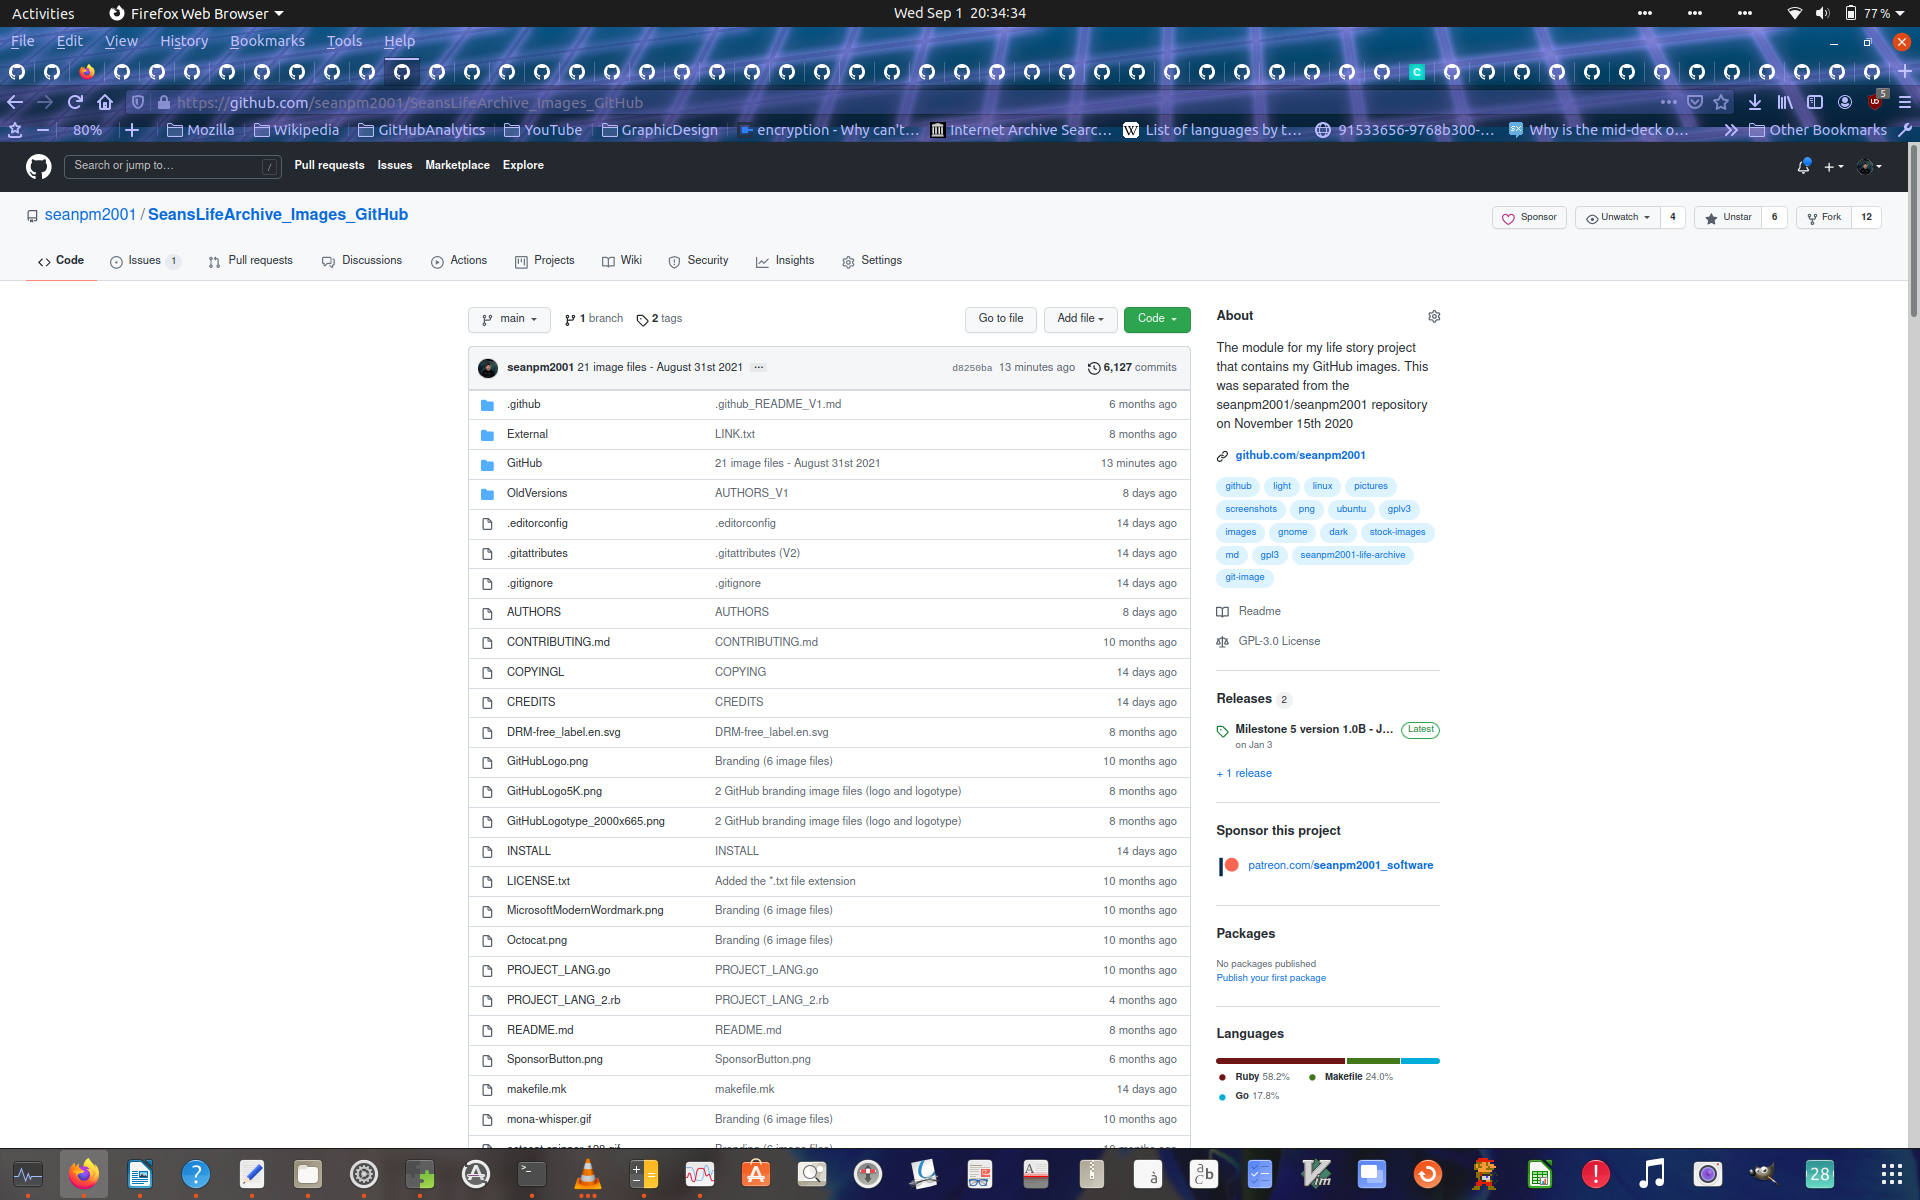 Activities Firefox Web Browser Wed Sep 1 20:34:34 77 %
File Edit View History Bookmarks Tools Help
https://github.com/seanpm2001/SeansLifeArchive_Images_GitHub 5
80% Mozilla Wikipedia GitHubAnalytics YouTube GraphicDesign encryption - Why can't... Internet Archive Searc... List of languages by t... 91533656-9768b300-... Why is the mid-deck o... Other Bookmarks
Search or jump to... / Pull requests Issues Marketplace Explore
seanpm2001 / SeansLifeArchive_Images_GitHub Sponsor Unwatch 4 Unstar 6 Fork 12
Code Issues 1 Pull requests Discussions Actions Projects Wiki Security Insights Settings
main 1 branch 2 tags Go to file Add file Code
seanpm2001 21 image files - August 31st 2021 ... d8250ba 13 minutes ago 6,127 commits
.github .github_README_V1.md 6 months ago
External LINK.txt 8 months ago
GitHub 21 image files - August 31st 2021 13 minutes ago
OldVersions AUTHORS_V1 8 days ago
.editorconfig .editorconfig 14 days ago
.gitattributes .gitattributes (V2) 14 days ago
.gitignore .gitignore 14 days ago
AUTHORS AUTHORS 8 days ago
CONTRIBUTING.md CONTRIBUTING.md 10 months ago
COPYINGL COPYING 14 days ago
CREDITS CREDITS 14 days ago
DRM-free_label.en.svg DRM-free_label.en.svg 8 months ago
GitHubLogo.png Branding (6 image files) 10 months ago
GitHubLogo5K.png 2 GitHub branding image files (logo and logotype) 8 months ago
GitHubLogotype_2000x665.png 2 GitHub branding image files (logo and logotype) 8 months ago
INSTALL INSTALL 14 days ago
LICENSE.txt Added the *.txt file extension 10 months ago
MicrosoftModernWordmark.png Branding (6 image files) 10 months ago
Octocat.png Branding (6 image files) 10 months ago
PROJECT_LANG.go PROJECT_LANG.go 10 months ago
PROJECT_LANG_2.rb PROJECT_LANG_2.rb 4 months ago
README.md README.md 8 months ago
SponsorButton.png SponsorButton.png 6 months ago
makefile.mk makefile.mk 14 days ago
mona-whisper.gif Branding (6 image files) 10 months ago
About
The module for my life story project
that contains my GitHub images. This
was separated from the
seanpm2001/seanpm2001 repository
on November 15th 2020
github.com/seanpm2001
github light linux pictures
screenshots png ubuntu gplv3
images gnome dark stock-images
md gpl3 seanpm2001-life-archive
git-image
Readme
GPL-3.0 License
Releases 2
Milestone 5 version 1.0B - J... Latest
on Jan 3
+ 1 release
Sponsor this project
patreon.com/seanpm2001_software
Packages
No packages published
Publish your first package
Languages
Ruby 58.2% Makefile 24.0%
Go 17.8%
28